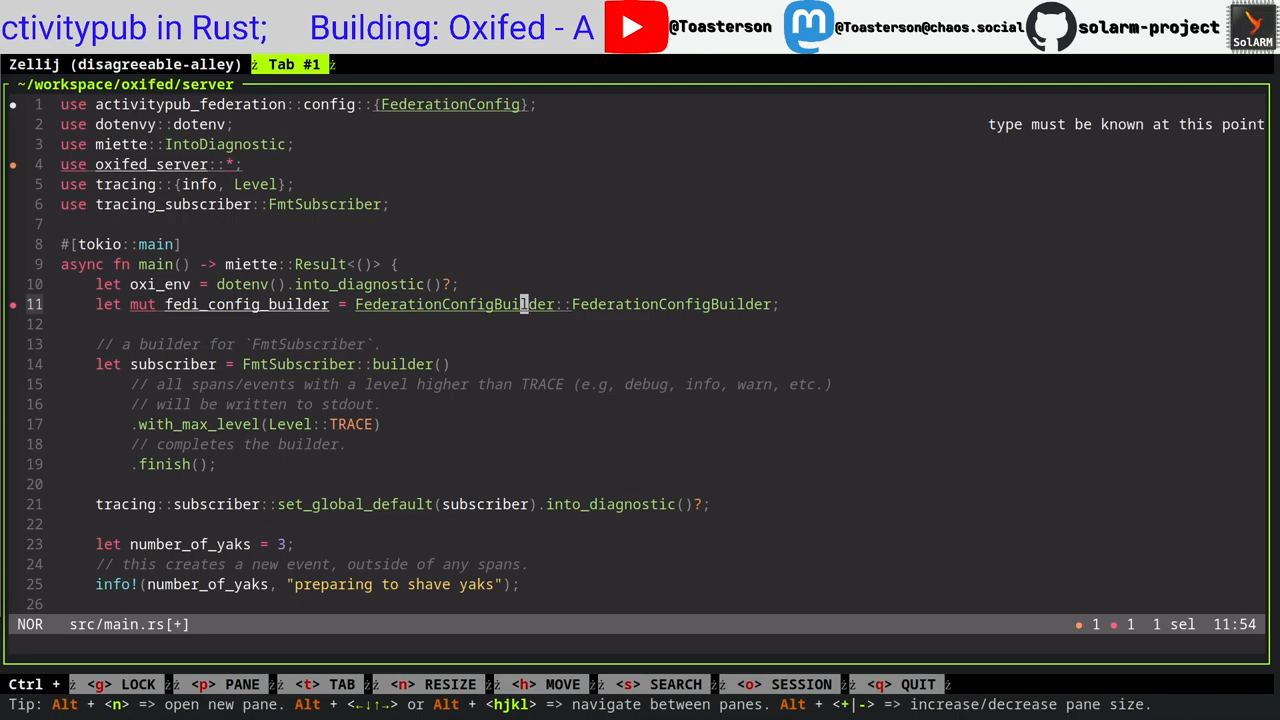 ctivitypub in Rust;    Building: Oxifed - A
@Toasterson
@Toasterson@chaos.social
solarm-project
SolARM
Zellij (disagreeable-alley) Tab #1
~/workspace/oxifed/server
1 use activitypub_federation::config::{FederationConfig};
2 use dotenvy::dotenv;
type must be known at this point
3 use miette::IntoDiagnostic;
4 use oxifed_server::*;
5 use tracing::{info, Level};
6 use tracing_subscriber::FmtSubscriber;
7
8 #[tokio::main]
9 async fn main() -> miette::Result<()> {
10     let oxi_env = dotenv().into_diagnostic()?;
11     let mut fedi_config_builder = FederationConfigBuilder::FederationConfigBuilder;
12
13     // a builder for `FmtSubscriber`.
14     let subscriber = FmtSubscriber::builder()
15         // all spans/events with a level higher than TRACE (e.g, debug, info, warn, etc.)
16         // will be written to stdout.
17         .with_max_level(Level::TRACE)
18         // completes the builder.
19         .finish();
20
21     tracing::subscriber::set_global_default(subscriber).into_diagnostic()?;
22
23     let number_of_yaks = 3;
24     // this creates a new event, outside of any spans.
25     info!(number_of_yaks, "preparing to shave yaks");
26
NOR  src/main.rs[+]  1  1  1 sel  11:54
Ctrl + <g> LOCK <p> PANE <t> TAB <n> RESIZE <h> MOVE <s> SEARCH <o> SESSION <q> QUIT
Tip: Alt + <n> => open new pane. Alt + <←↓↑→> or Alt + <hjkl> => navigate between panes. Alt + <+|-> => increase/decrease pane size.